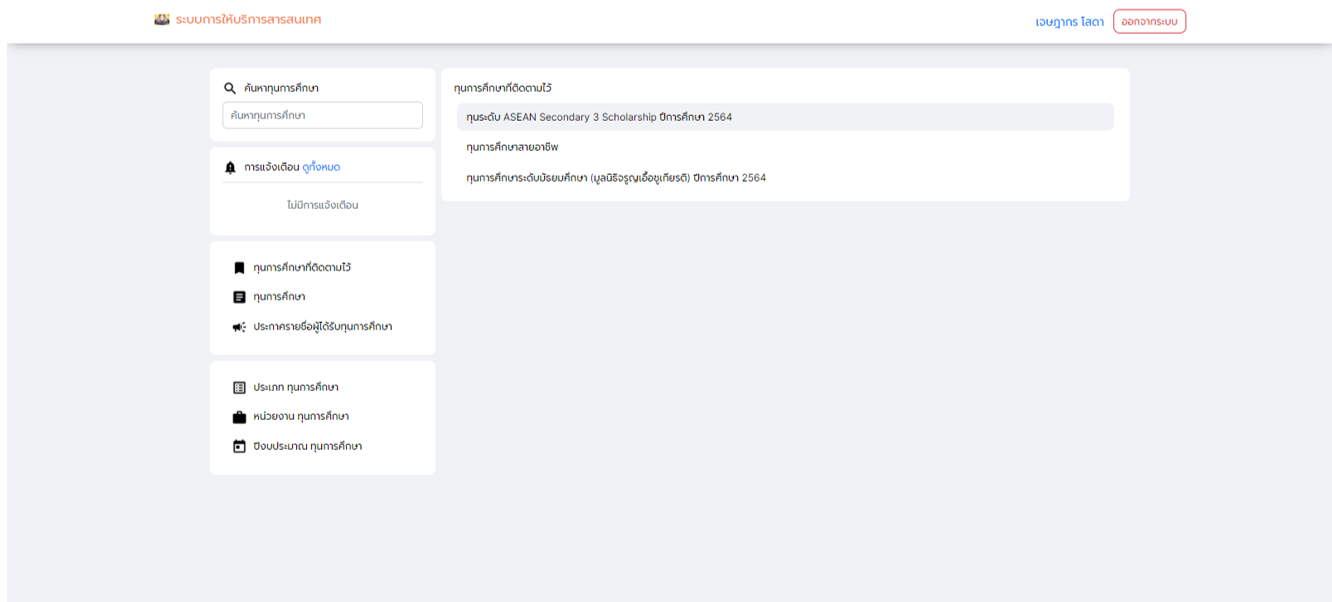 ระบบการให้บริการสารสนเทศ
เจษฎากร โสดา
ออกจากระบบ
ค้นหาทุนการศึกษา
ค้นหาทุนการศึกษา
การแจ้งเตือน ดูทั้งหมด
ไม่มีการแจ้งเตือน
ทุนการศึกษาที่ติดตามไว้
ทุนการศึกษา
ประกาศรายชื่อผู้ได้รับทุนการศึกษา
ประเภท ทุนการศึกษา
หน่วยงาน ทุนการศึกษา
ปีงบประมาณ ทุนการศึกษา
ทุนการศึกษาที่ติดตามไว้
ทุนระดับ ASEAN Secondary 3 Scholarship ปีการศึกษา 2564
ทุนการศึกษาสายอาชีพ
ทุนการศึกษาระดับมัธยมศึกษา (มูลนิธิจรูญเอื้อชูเกียรติ) ปีการศึกษา 2564